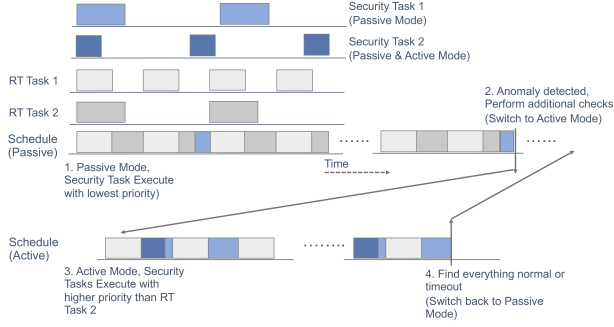 Security Task 1
(Passive Mode)
Security Task 2
(Passive & Active Mode)
RT Task 1
RT Task 2
2. Anomaly detected,
Perform additional checks
(Switch to Active Mode)
Schedule
(Passive)
1. Passive Mode,
Security Task Execute
with lowest priority)
Time
Schedule
(Active)
3. Active Mode, Security
Tasks Execute with
higher priority than RT
Task 2
4. Find everything normal or
timeout
(Switch back to Passive
Mode)